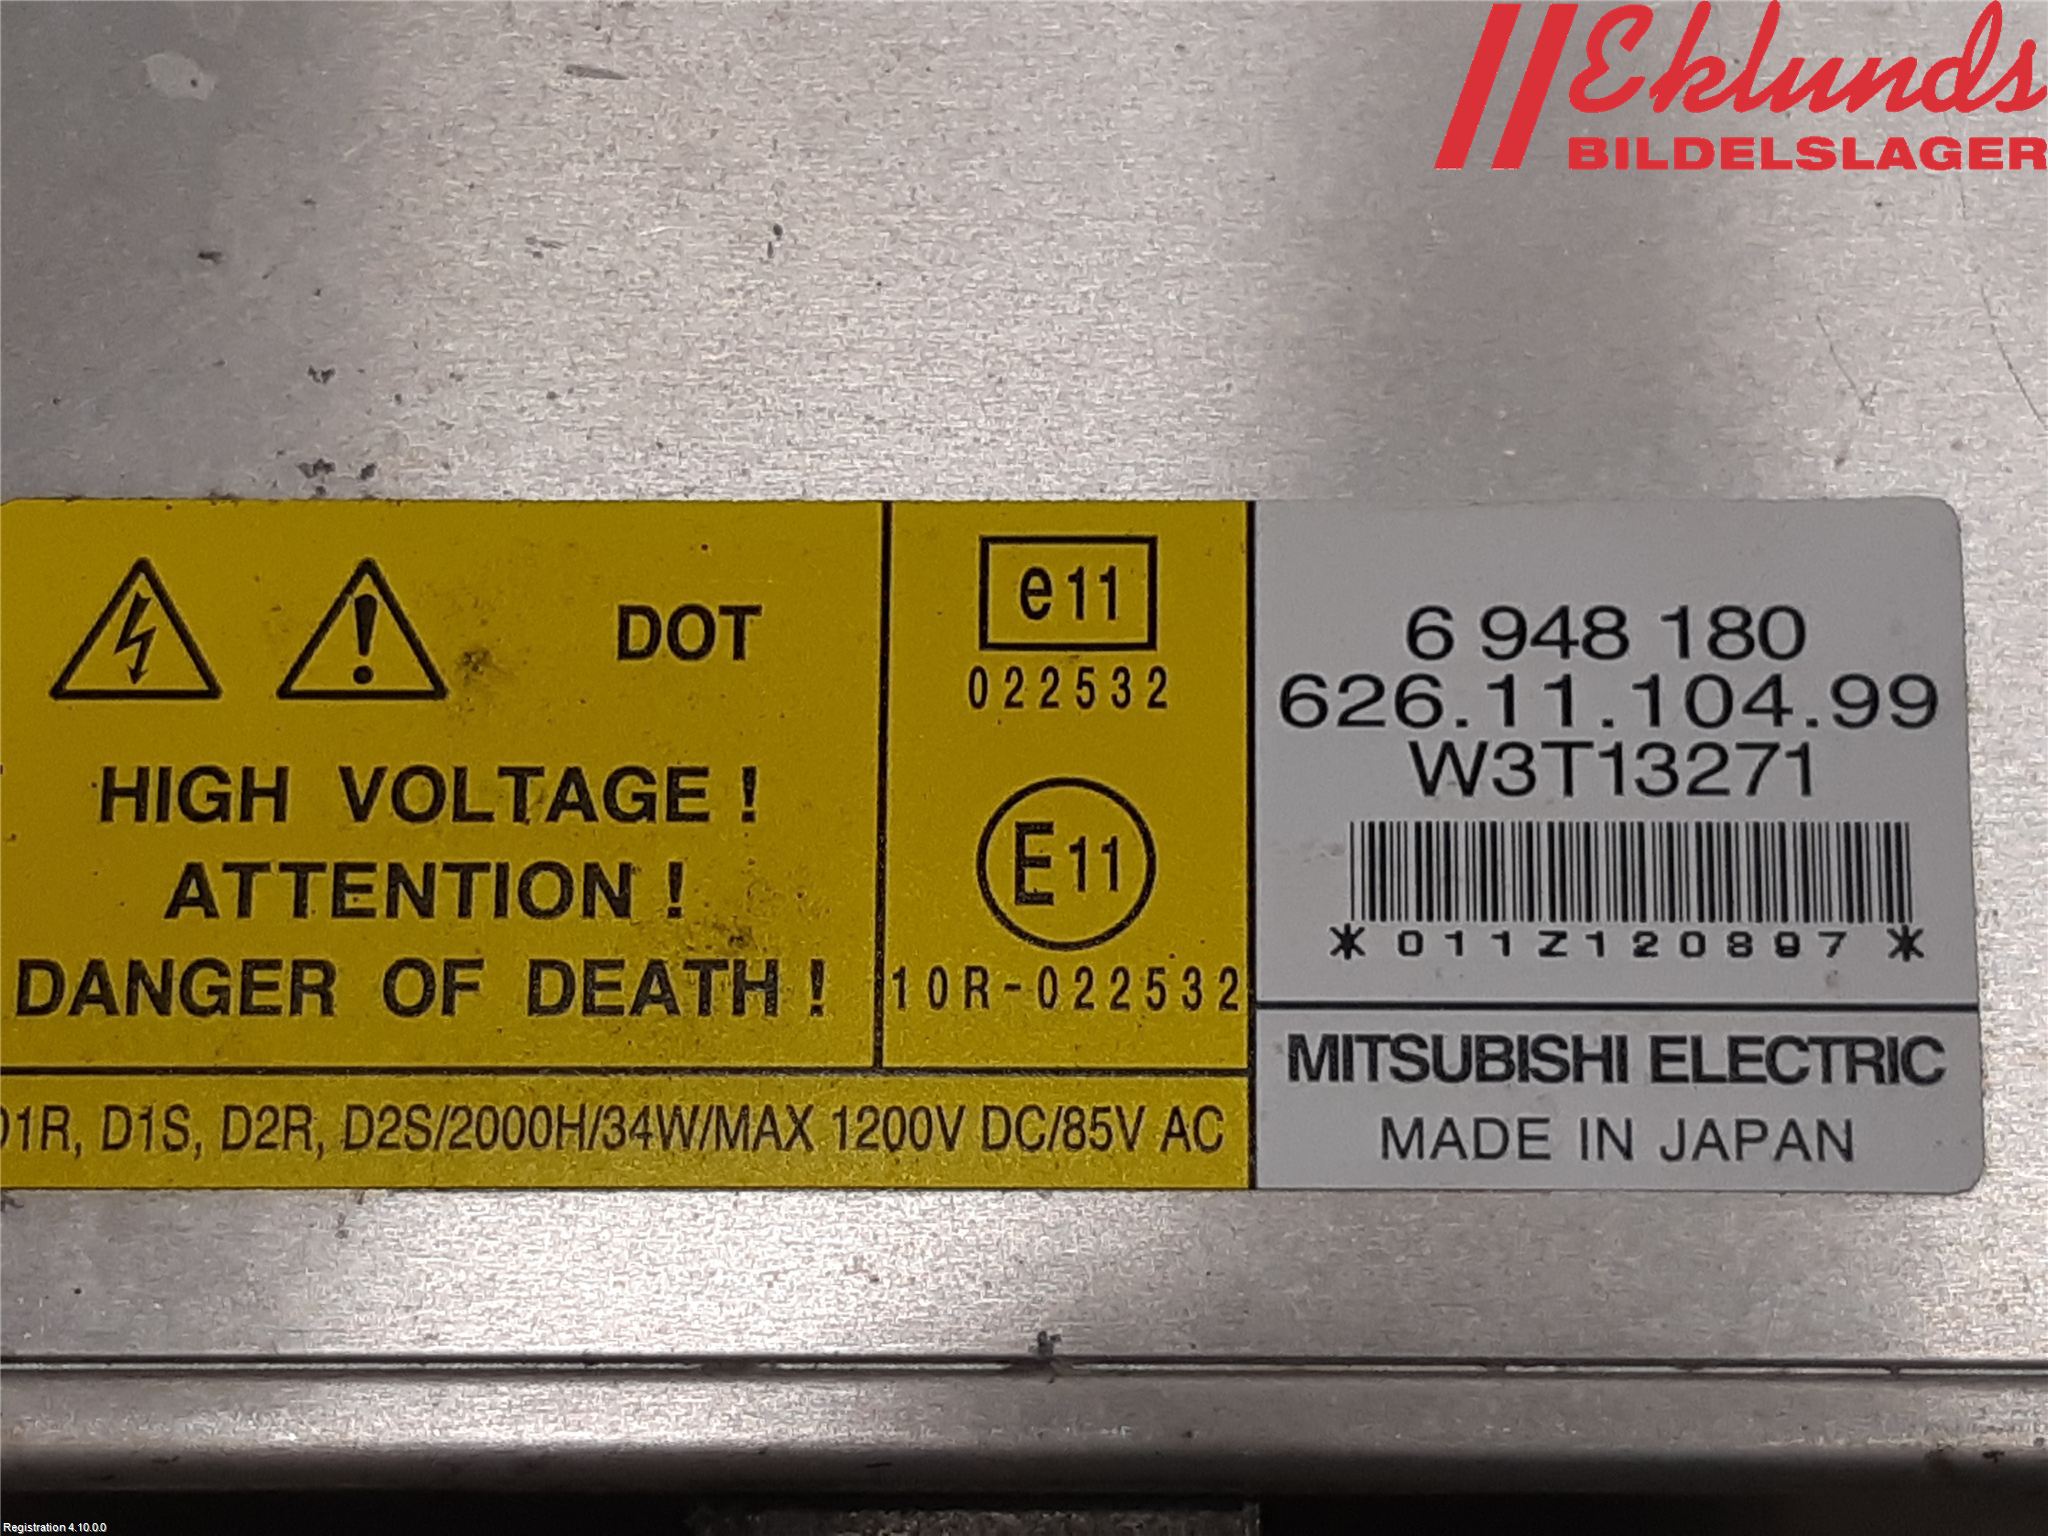 Eklunds
BILDELSLAGER
DOT
HIGH VOLTAGE !
ATTENTION !
DANGER OF DEATH !
e11
022532
E11
10R-022532
6 948 180
626.11.104.99
W3T13271
*011Z120897*
MITSUBISHI ELECTRIC
MADE IN JAPAN
D1R, D1S, D2R, D2S/2000H/34W/MAX 1200V DC/85V AC
Registration 4.10.0.0